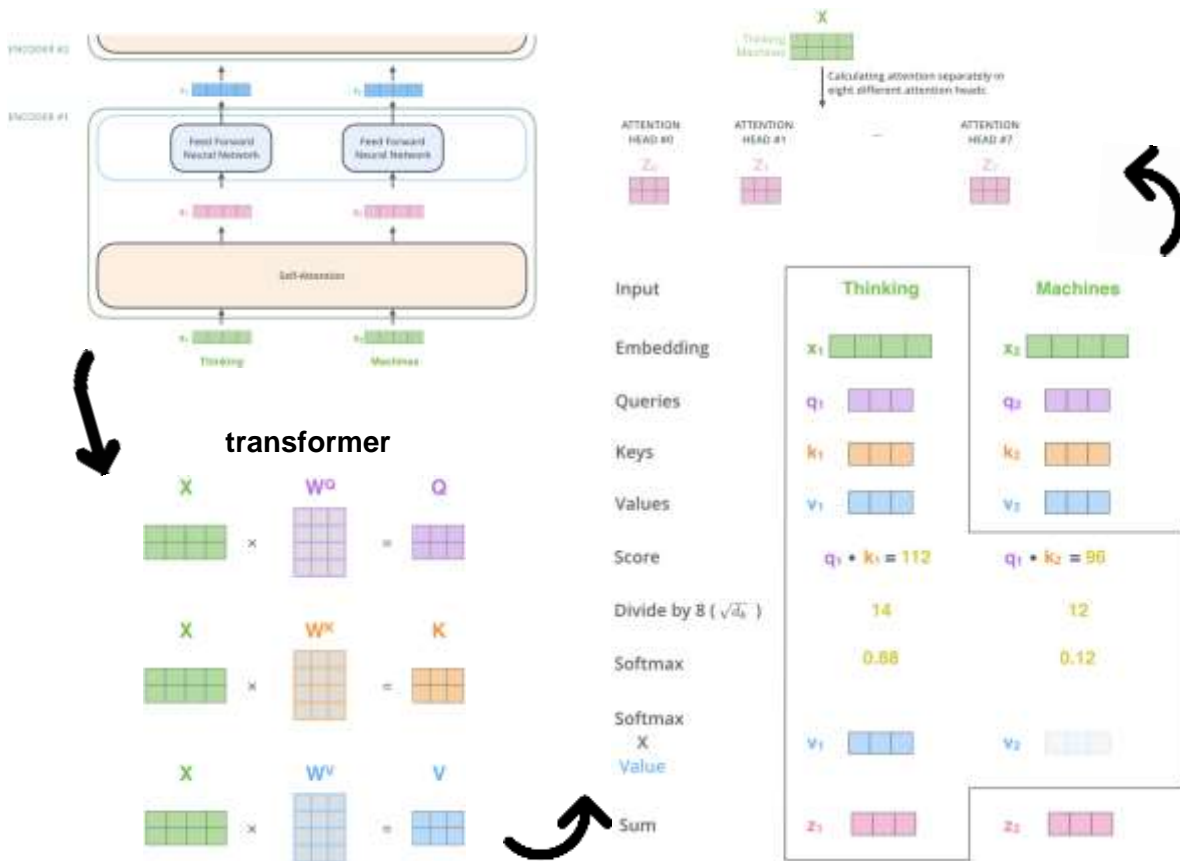 ENCODER #2
ENCODER #1
Feed Forward
Neural Network
Feed Forward
Neural Network
Self-Attention
Thinking
Machines
transformer
X
W^Q
Q
×
=
X
W^K
K
×
=
X
W^V
V
×
=
X
Thinking
Machines
Calculating attention separately in
eight different attention heads
ATTENTION
HEAD #0
ATTENTION
HEAD #1
...
ATTENTION
HEAD #7
Z₀
Z₁
Z₇
Input
Thinking
Machines
Embedding
x₁
x₂
Queries
q₁
q₂
Keys
k₁
k₂
Values
v₁
v₂
Score
q₁ • k₁ = 112
q₁ • k₂ = 96
Divide by 8 ( √dₖ )
14
12
Softmax
0.88
0.12
Softmax
X
Value
v₁
v₂
Sum
z₁
z₂